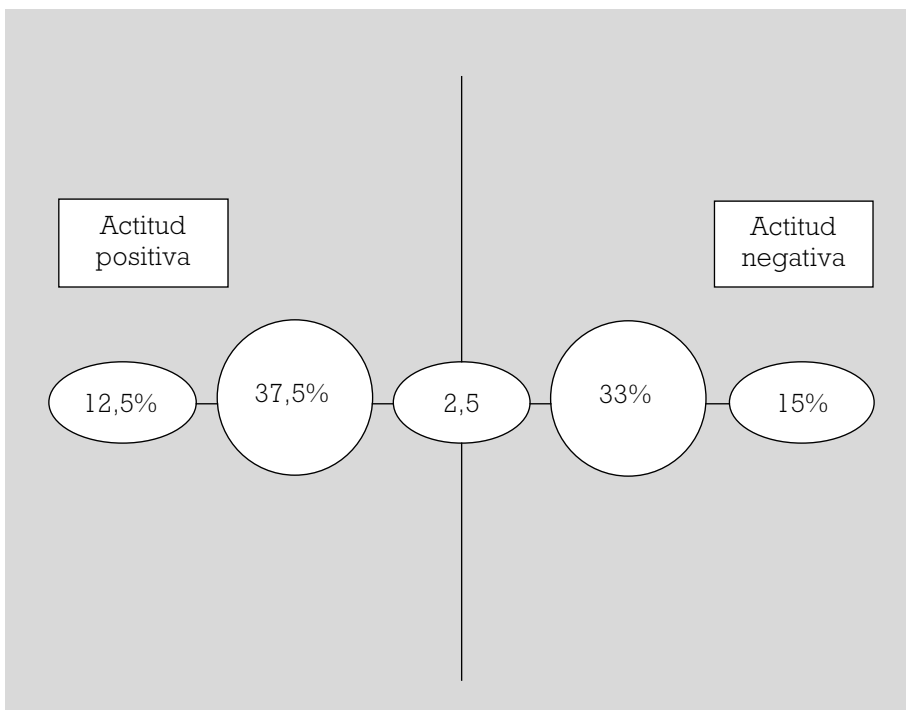 Actitud
positiva
Actitud
negativa
12,5%
37,5%
2,5
33%
15%